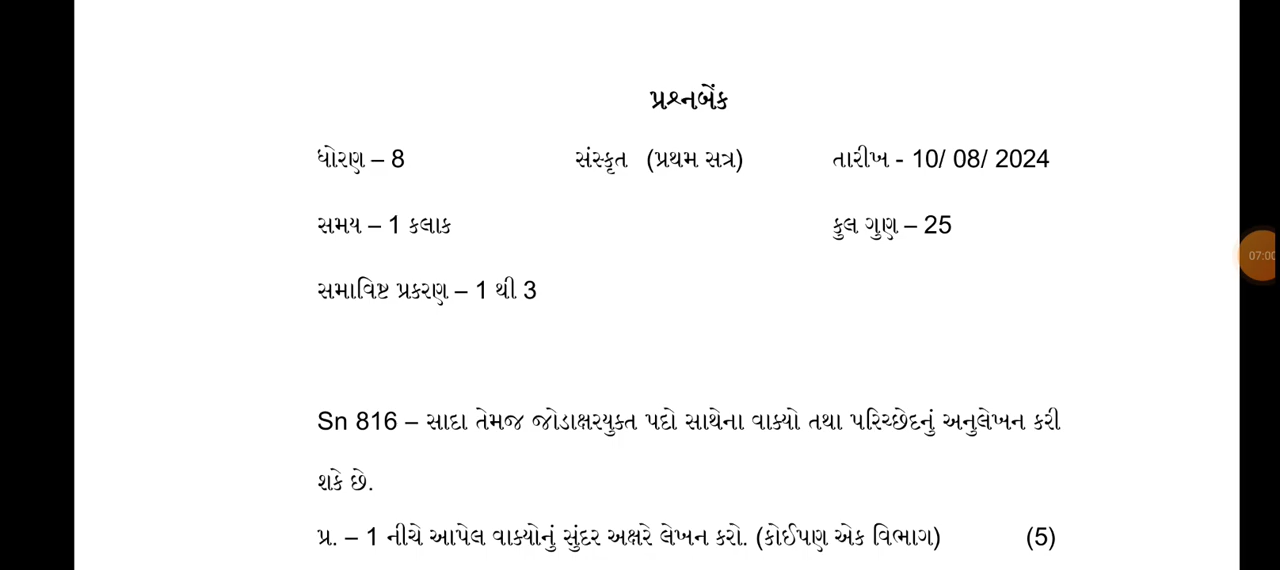 પ્રશ્નબેંક
ધોરણ – 8 સંસ્કૃત (પ્રથમ સત્ર) તારીખ - 10/ 08/ 2024
સમય – 1 કલાક કુલ ગુણ – 25
સમાવિષ્ટ પ્રકરણ – 1 થી 3
Sn 816 – સાદા તેમજ જોડાક્ષરયુક્ત પદો સાથેના વાક્યો તથા પરિચ્છેદનું અનુલેખન કરી
શકે છે.
પ્ર. – 1 નીચે આપેલ વાક્યોનું સુંદર અક્ષરે લેખન કરો. (કોઈપણ એક વિભાગ) (5)
07:00